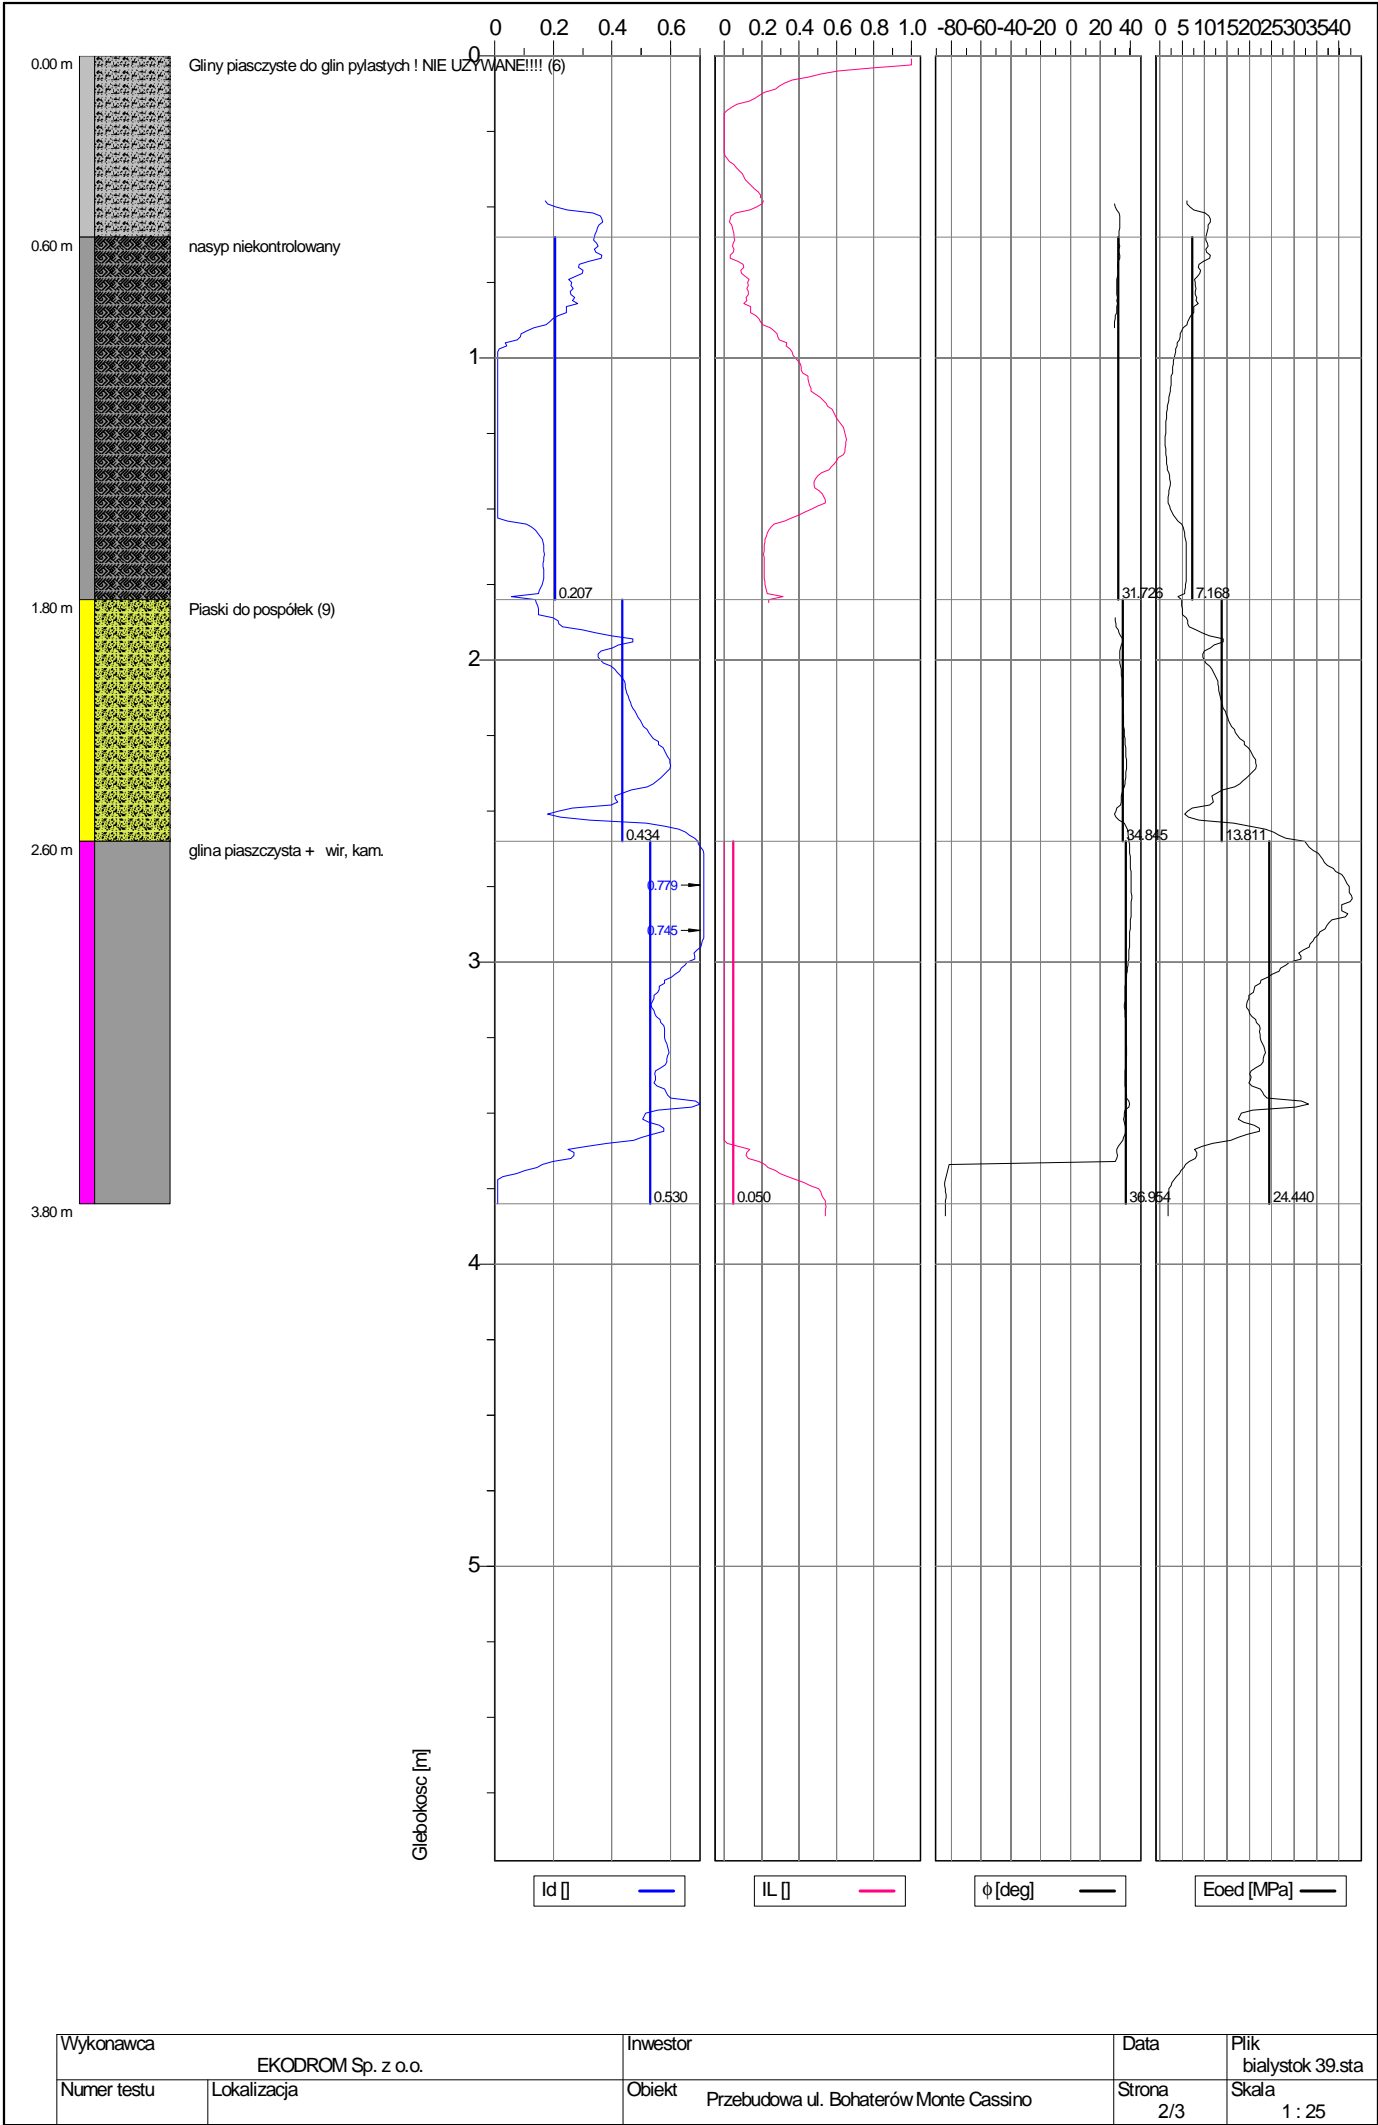 0 0.2 0.4 0.6 0 0.2 0.4 0.6 0.8 1.0 -80-60-40-20 0 20 40 0 5 10152025303540
0
0.00 m Gliny piasczyste do glin pylastych ! NIE UZYWANE!!!! (6)
0.60 m nasyp niekontrolowany
1
0.207 31.726 7.168
1.80 m Piaski do pospółek (9)
2
0.434 34.845 13.811
2.60 m glina piaszczysta + wir, kam.
0.779
0.745
3
0.530 0.050 36.954 24.440
3.80 m
4
5
Glebokosc [m]
Id [] IL [] ϕ [deg] Eoed [MPa]
Wykonawca Inwestor Data Plik
EKODROM Sp. z o.o. bialystok 39.sta
Numer testu Lokalizacja Obiekt Przebudowa ul. Bohaterów Monte Cassino Strona Skala
2/3 1 : 25